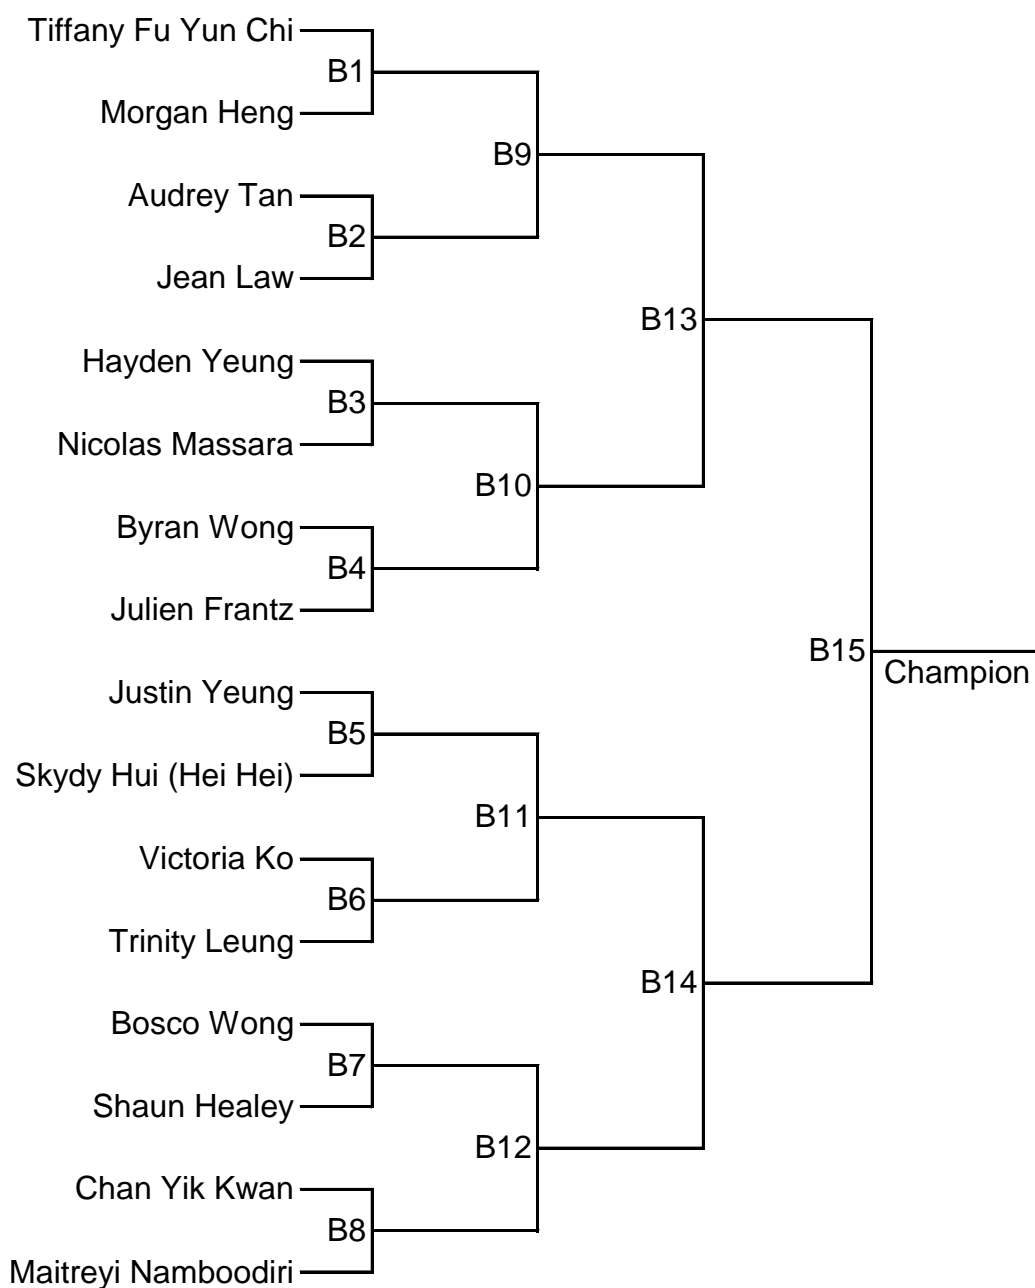 Tiffany Fu Yun Chi
B1
Morgan Heng
B9
Audrey Tan
B2
Jean Law
B13
Hayden Yeung
B3
Nicolas Massara
B10
Byran Wong
B4
Julien Frantz
B15
Champion
Justin Yeung
B5
Skydy Hui (Hei Hei)
B11
Victoria Ko
B6
Trinity Leung
B14
Bosco Wong
B7
Shaun Healey
B12
Chan Yik Kwan
B8
Maitreyi Namboodiri